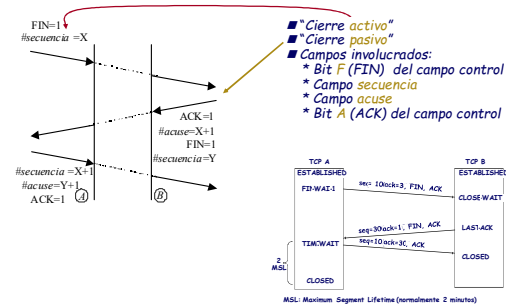 FIN=1
#secuencia =X
ACK=1
#acuse=X+1
FIN=1
#secuencia=Y
#secuencia=X+1
#acuse=Y+1
ACK=1
A
B
"Cierre activo"
"Cierre pasivo"
Campos involucrados:
* Bit F (FIN) del campo control
* Campo secuencia
* Campo acuse
* Bit A (ACK) del campo control
TCP A
TCP B
ESTABLISHED
ESTABLISHED
FIN-WAI-1
CLOSE-WAIT
LAST-ACK
TIME-WAIT
CLOSED
2
MSL
CLOSED
MSL: Maximum Segment Lifetime (normalmente 2 minutos)